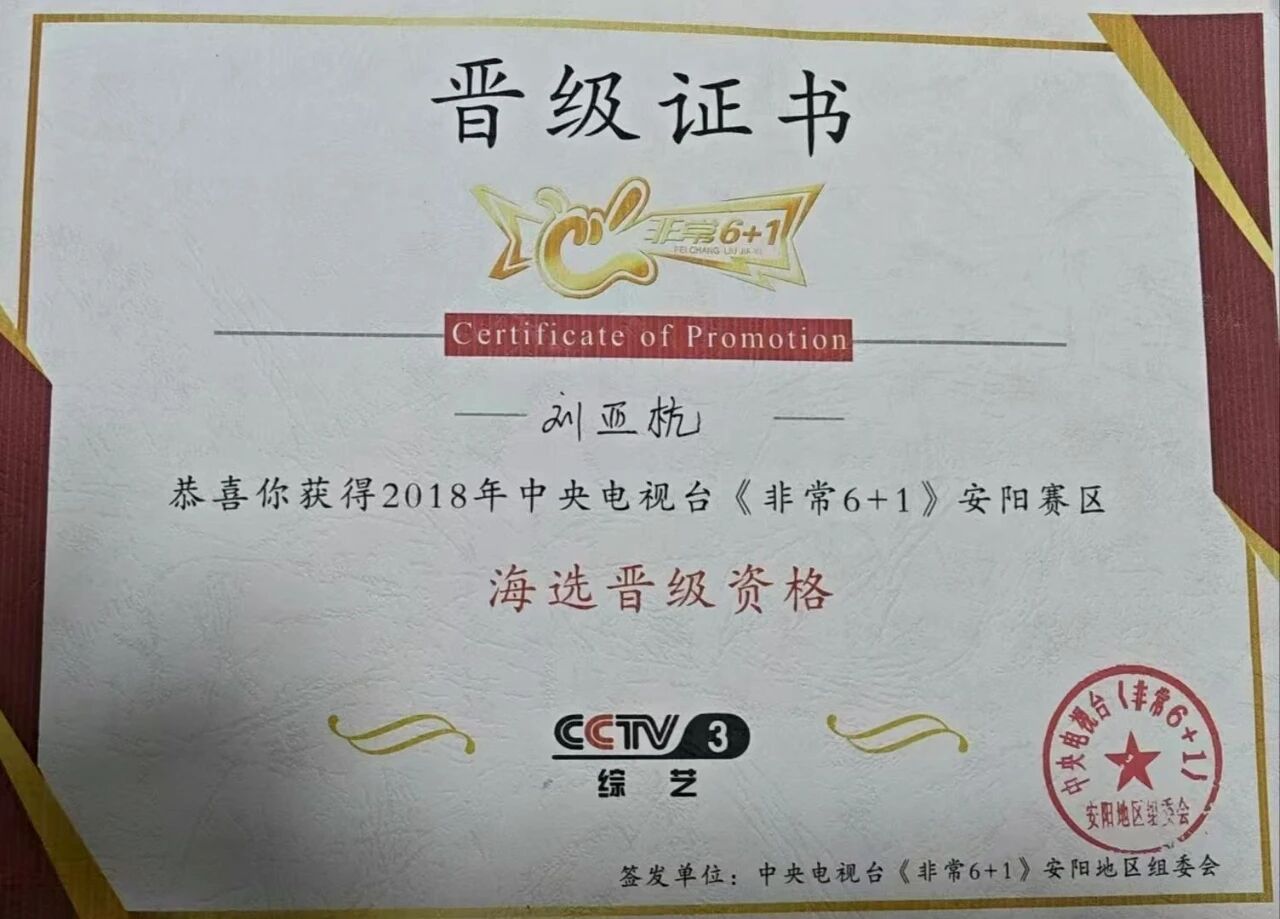 晋级证书
非常6+1
FEI CHANG LIU JIA YI
Certificate of Promotion
刘亚杭
恭喜你获得2018年中央电视台《非常6+1》安阳赛区
海选晋级资格
CCTV 3
综艺
中央电视台(非常6+1)
安阳地区组委会
签发单位：中央电视台《非常6+1》安阳地区组委会